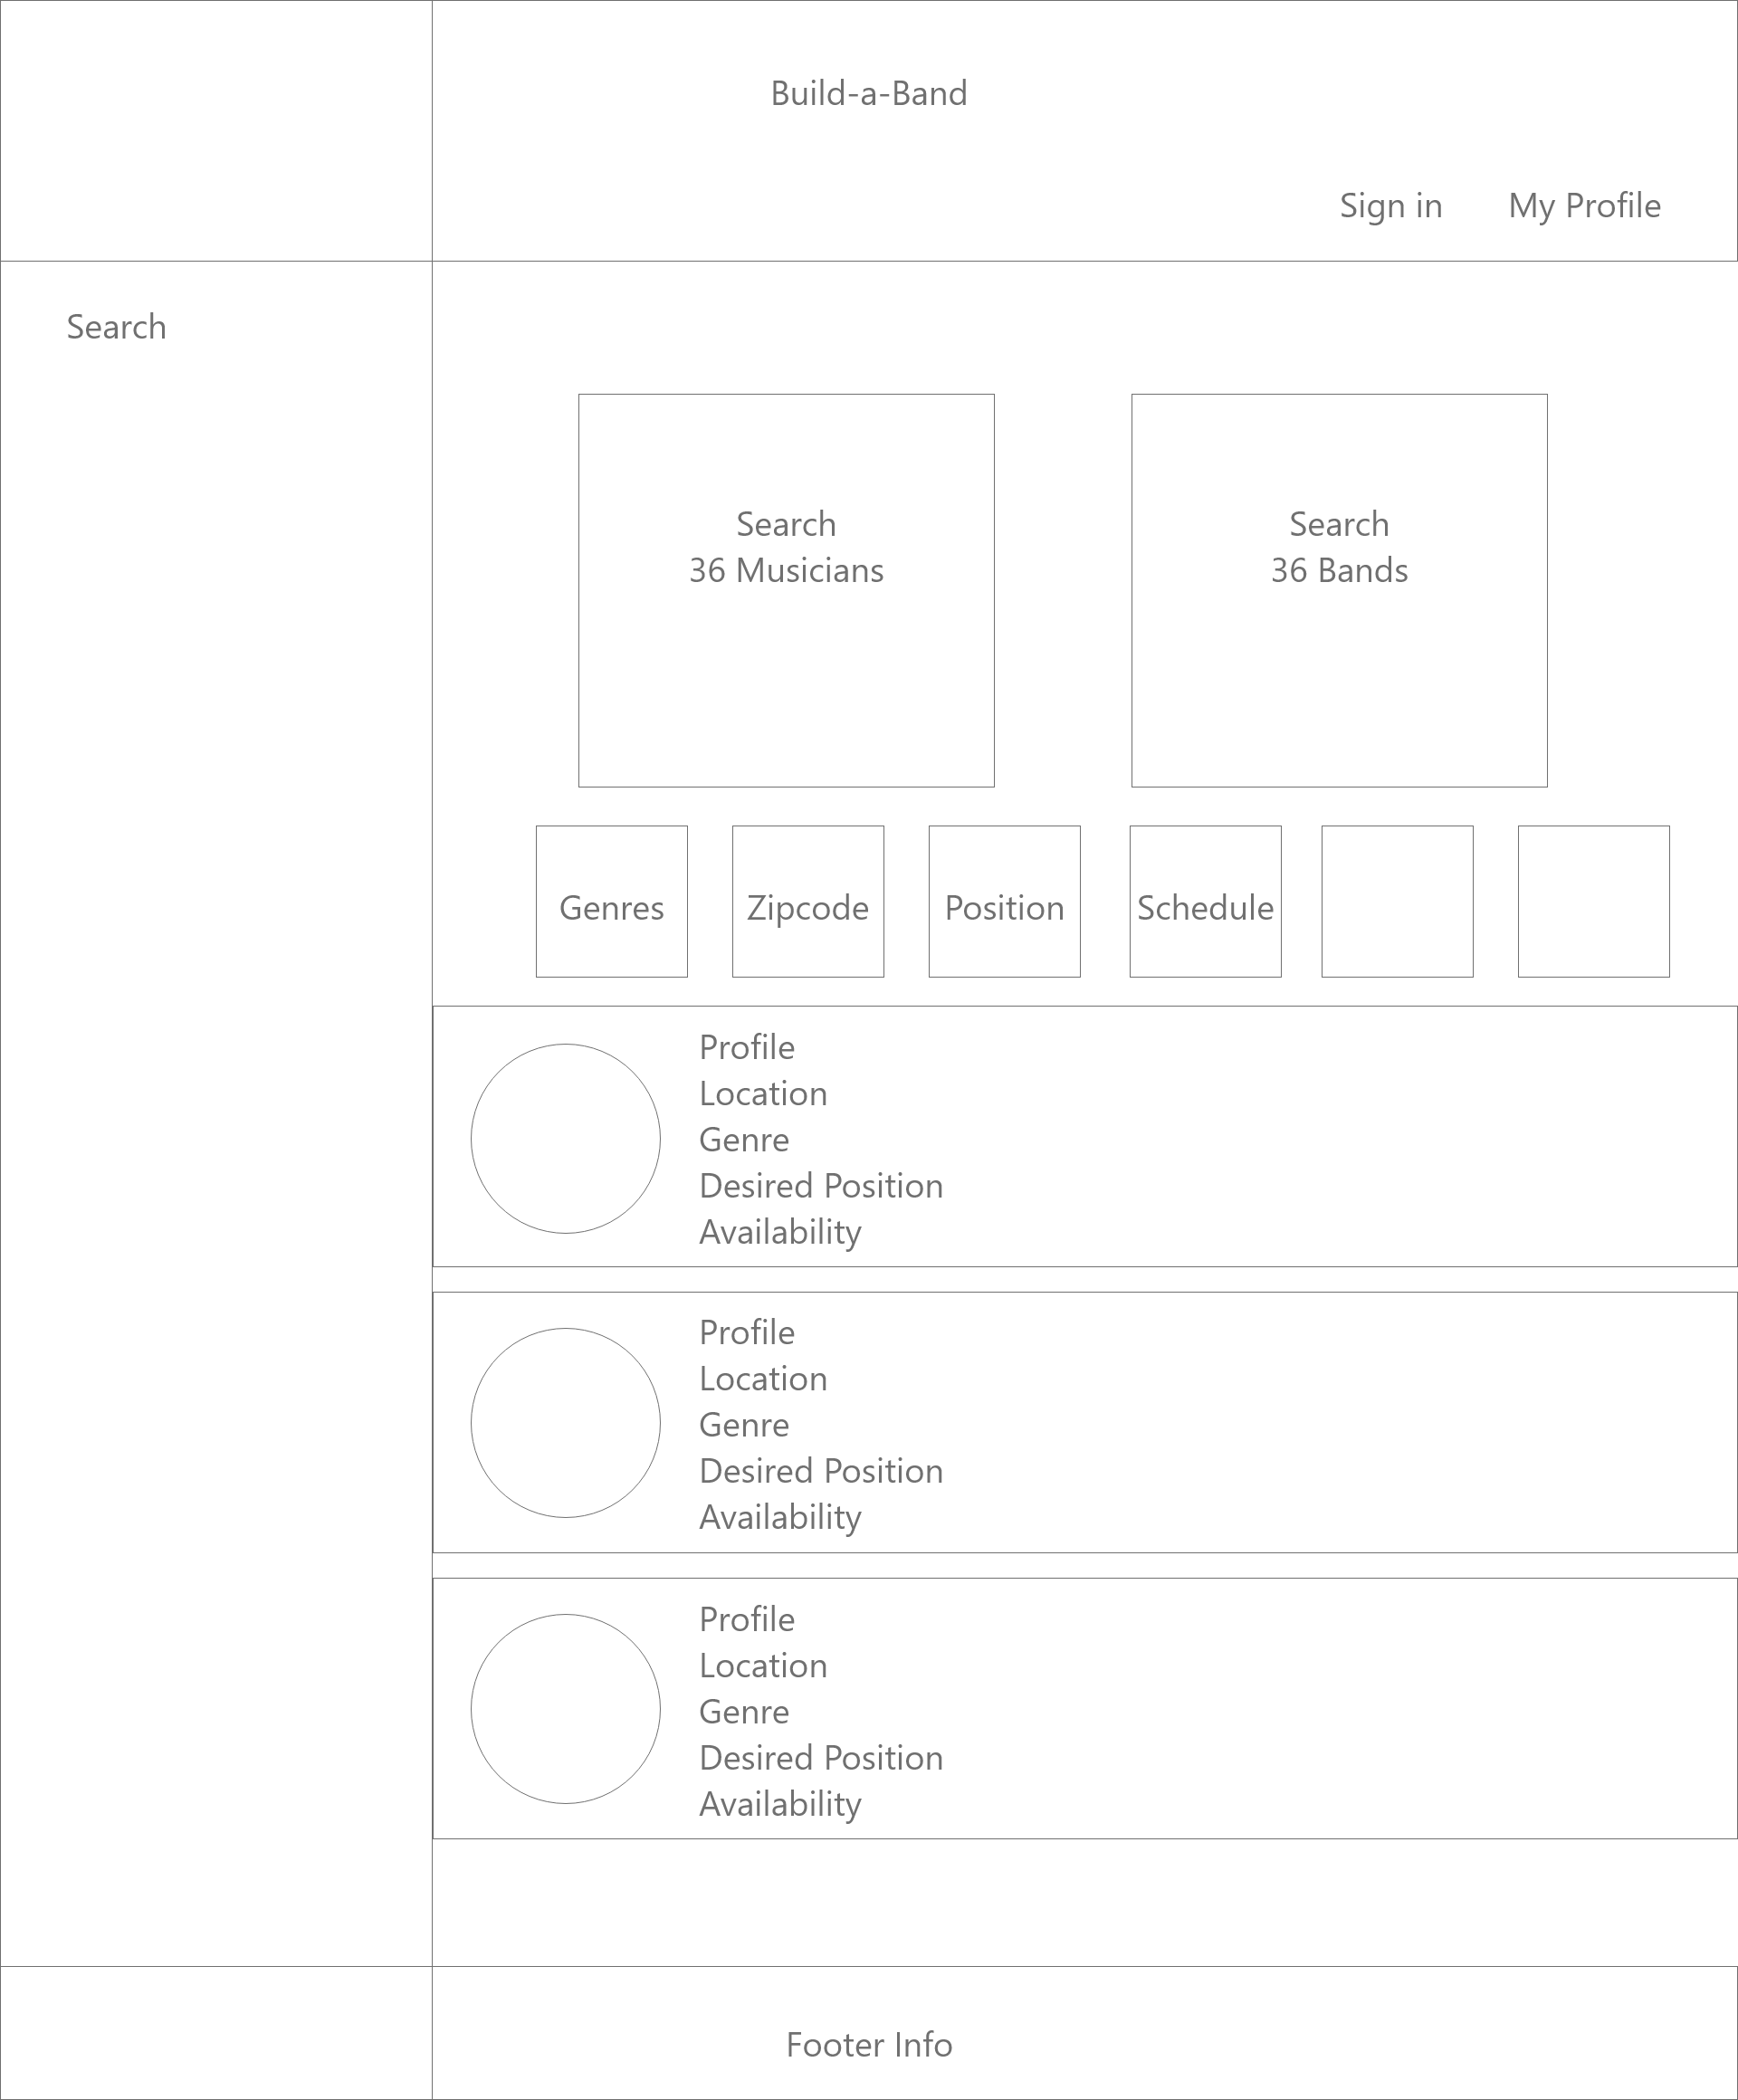 Build-a-Band
Sign in My Profile
Search
Search
36 Musicians
Search
36 Bands
Genres
Zipcode
Position
Schedule
Profile
Location
Genre
Desired Position
Availability
Profile
Location
Genre
Desired Position
Availability
Profile
Location
Genre
Desired Position
Availability
Footer Info